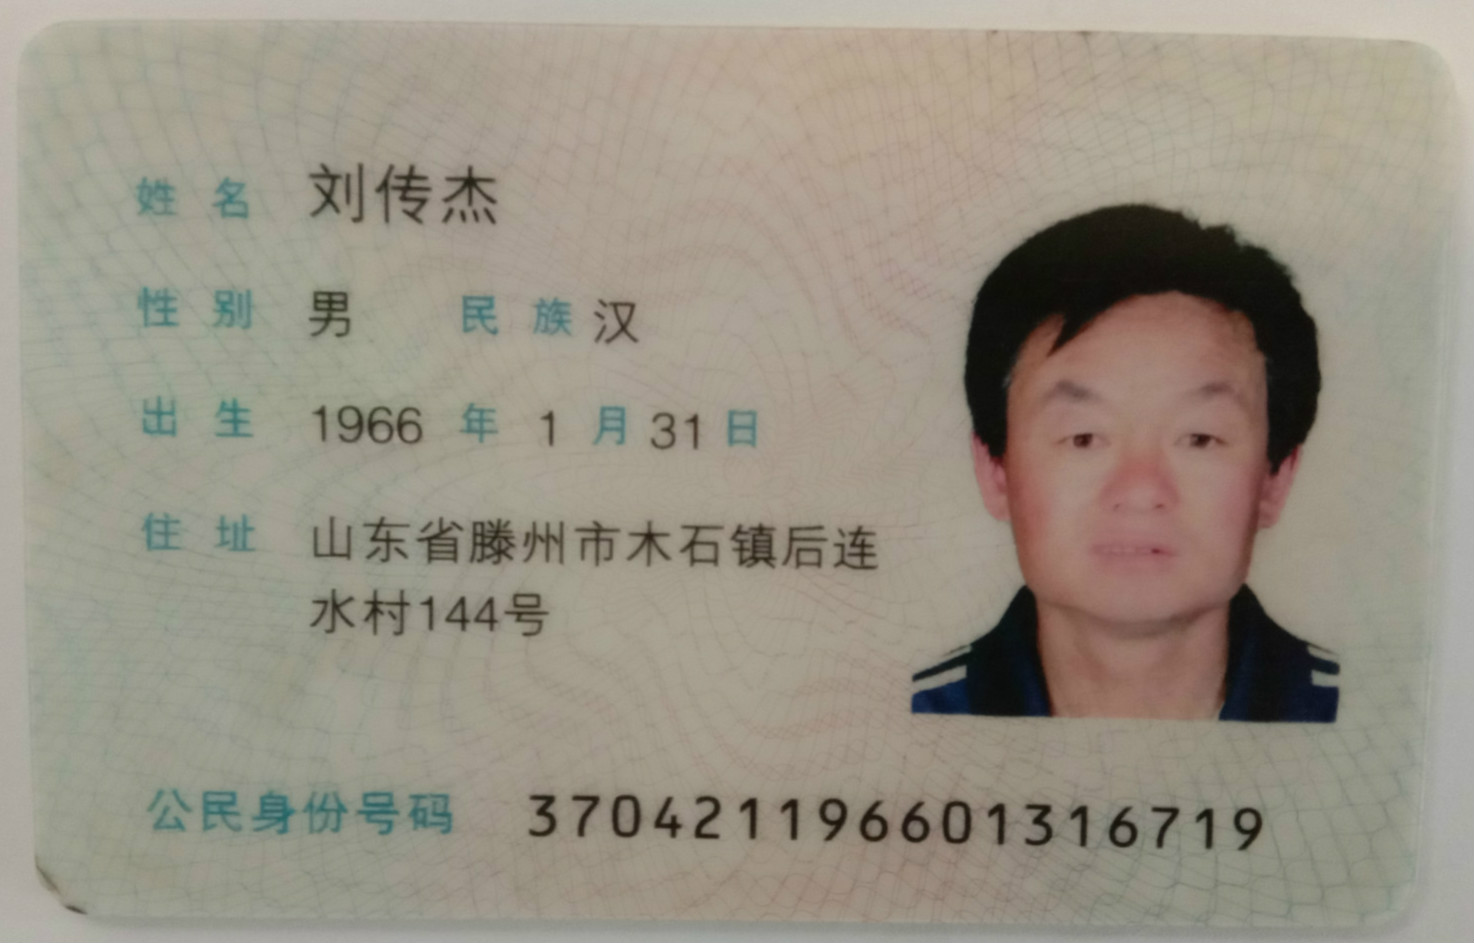 姓名 刘传杰
性别 男 民族 汉
出生 1966 年 1 月 31 日
住址 山东省滕州市木石镇后连
水村144号
公民身份号码 370421196601316719